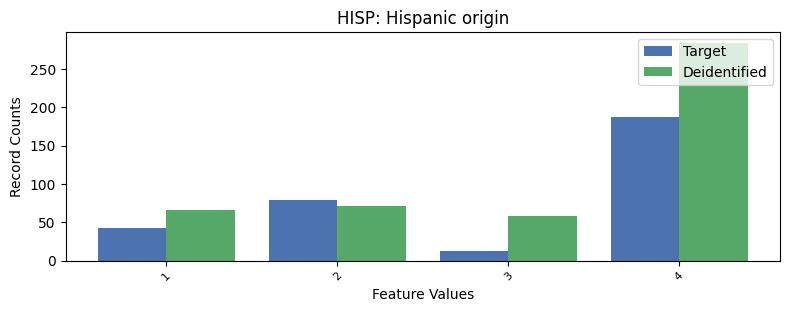 HISP: Hispanic origin
Target
Deidentified
Record Counts
250
200
150
100
50
0
1
2
3
4
Feature Values